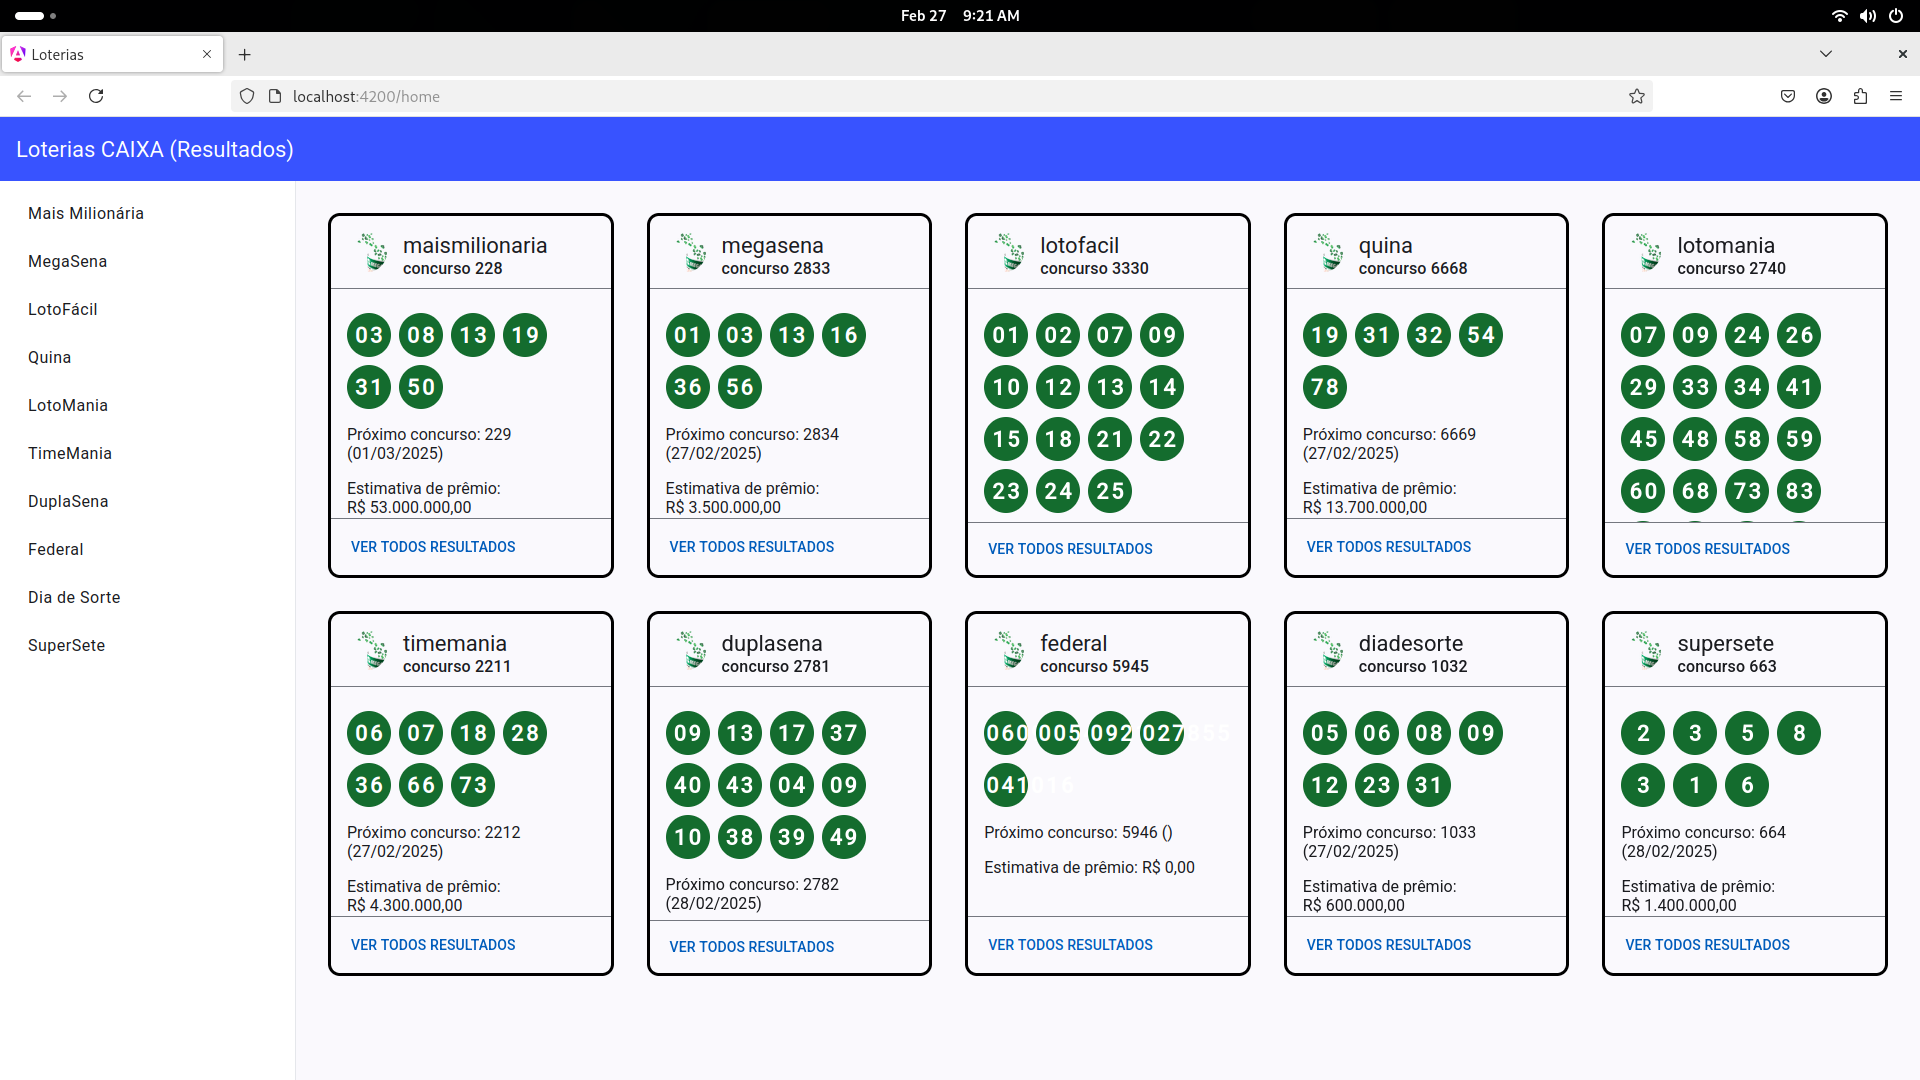 Feb 27 9:21 AM
Loterias
localhost:4200/home
Loterias CAIXA (Resultados)
Mais Milionária
MegaSena
LotoFácil
Quina
LotoMania
TimeMania
DuplaSena
Federal
Dia de Sorte
SuperSete
maismilionaria
concurso 228
03 08 13 19
31 50
Próximo concurso: 229
(01/03/2025)
Estimativa de prêmio:
R$ 53.000.000,00
VER TODOS RESULTADOS
megasena
concurso 2833
01 03 13 16
36 56
Próximo concurso: 2834
(27/02/2025)
Estimativa de prêmio:
R$ 3.500.000,00
VER TODOS RESULTADOS
lotofacil
concurso 3330
01 02 07 09
10 12 13 14
15 18 21 22
23 24 25
VER TODOS RESULTADOS
quina
concurso 6668
19 31 32 54
78
Próximo concurso: 6669
(27/02/2025)
Estimativa de prêmio:
R$ 13.700.000,00
VER TODOS RESULTADOS
lotomania
concurso 2740
07 09 24 26
29 33 34 41
45 48 58 59
60 68 73 83
VER TODOS RESULTADOS
timemania
concurso 2211
06 07 18 28
36 66 73
Próximo concurso: 2212
(27/02/2025)
Estimativa de prêmio:
R$ 4.300.000,00
VER TODOS RESULTADOS
duplasena
concurso 2781
09 13 17 37
40 43 04 09
10 38 39 49
Próximo concurso: 2782
(28/02/2025)
VER TODOS RESULTADOS
federal
concurso 5945
060 005 092 027855
041016
Próximo concurso: 5946 ()
Estimativa de prêmio: R$ 0,00
VER TODOS RESULTADOS
diadesorte
concurso 1032
05 06 08 09
12 23 31
Próximo concurso: 1033
(27/02/2025)
Estimativa de prêmio:
R$ 600.000,00
VER TODOS RESULTADOS
supersete
concurso 663
2 3 5 8
3 1 6
Próximo concurso: 664
(28/02/2025)
Estimativa de prêmio:
R$ 1.400.000,00
VER TODOS RESULTADOS